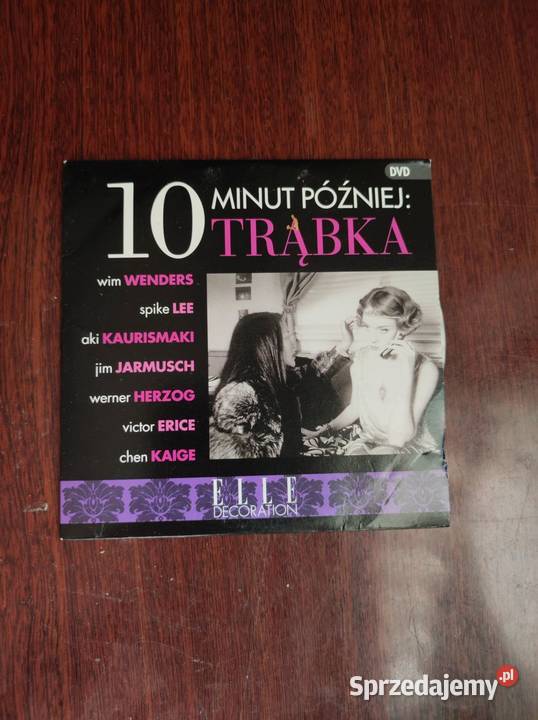 DVD
10 MINUT PÓŹNIEJ:
TRĄBKA
wim WENDERS
spike LEE
aki KAURISMAKI
jim JARMUSCH
werner HERZOG
victor ERICE
chen KAIGE
ELLE
DECORATION
Sprzedajemy.pl